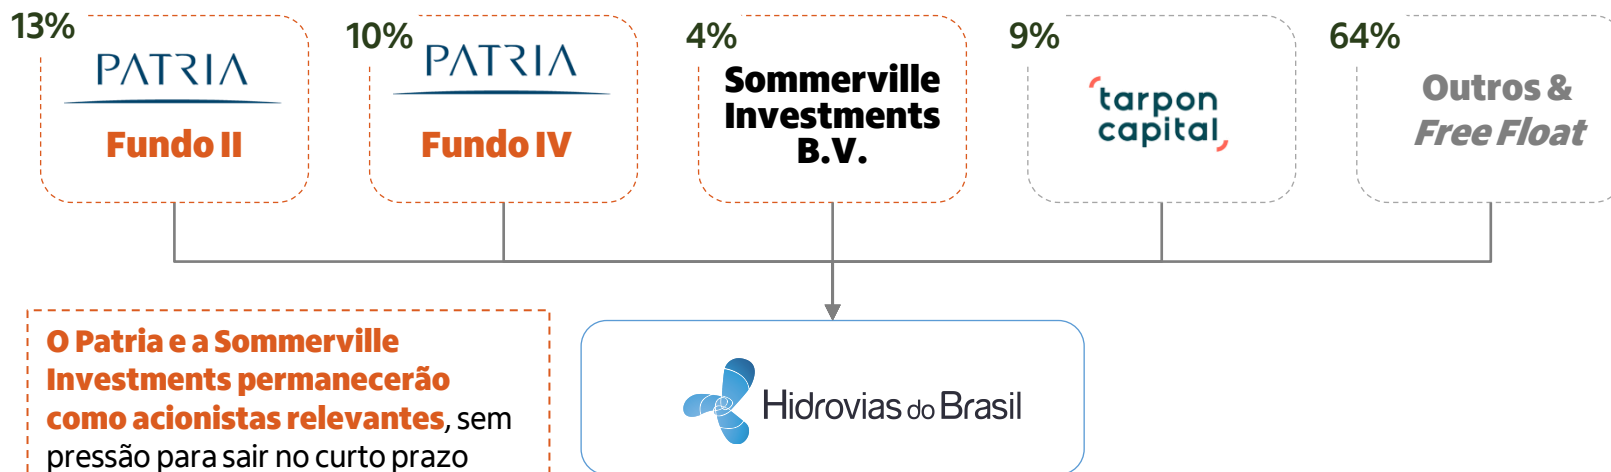 13%
PATRIA
Fundo II
10%
PATRIA
Fundo IV
4%
Sommerville
Investments
B.V.
9%
tarpon
capital
64%
Outros &
Free Float
O Patria e a Sommerville
Investments permanecerão
como acionistas relevantes, sem
pressão para sair no curto prazo
Hidrovias do Brasil